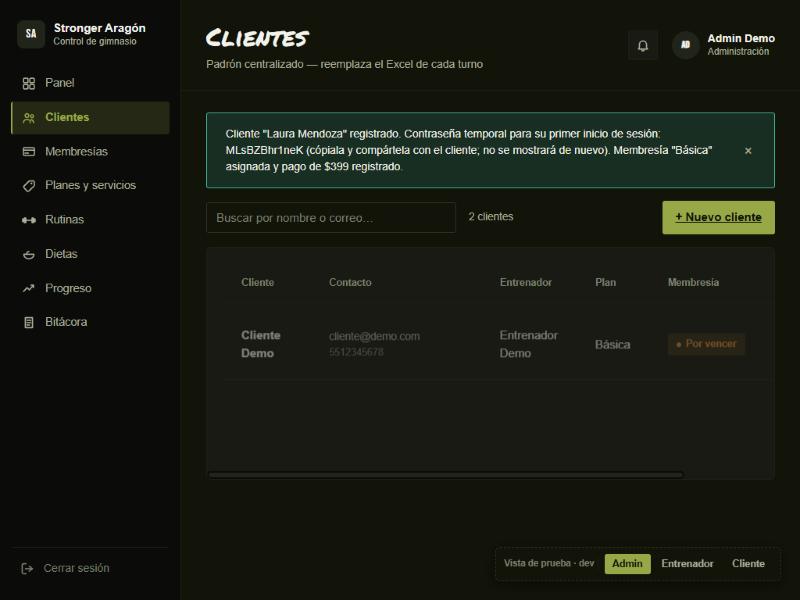 SA
Stronger Aragón
Control de gimnasio
Panel
Clientes
Membresías
Planes y servicios
Rutinas
Dietas
Progreso
Bitácora
Cerrar sesión
CLIENTES
Padrón centralizado — reemplaza el Excel de cada turno
AD
Admin Demo
Administración
Cliente "Laura Mendoza" registrado. Contraseña temporal para su primer inicio de sesión:
MLsBZBhr1neK (cópiala y compártela con el cliente; no se mostrará de nuevo). Membresía "Básica"
asignada y pago de $399 registrado.
×
Buscar por nombre o correo…
2 clientes
+ Nuevo cliente
Cliente Contacto Entrenador Plan Membresía
Cliente Demo
cliente@demo.com
5512345678
Entrenador Demo
Básica
Por vencer
Vista de prueba · dev Admin Entrenador Cliente